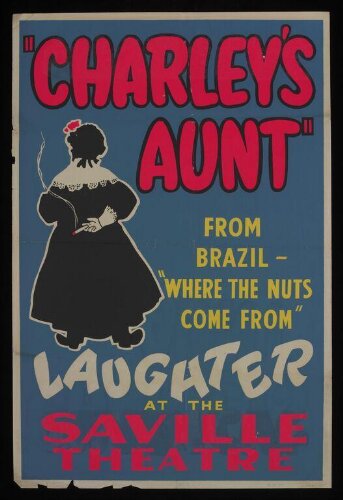 "CHARLEY'S
AUNT"
FROM
BRAZIL –
"WHERE THE NUTS
COME FROM"
LAUGHTER
AT THE
SAVILLE
THEATRE